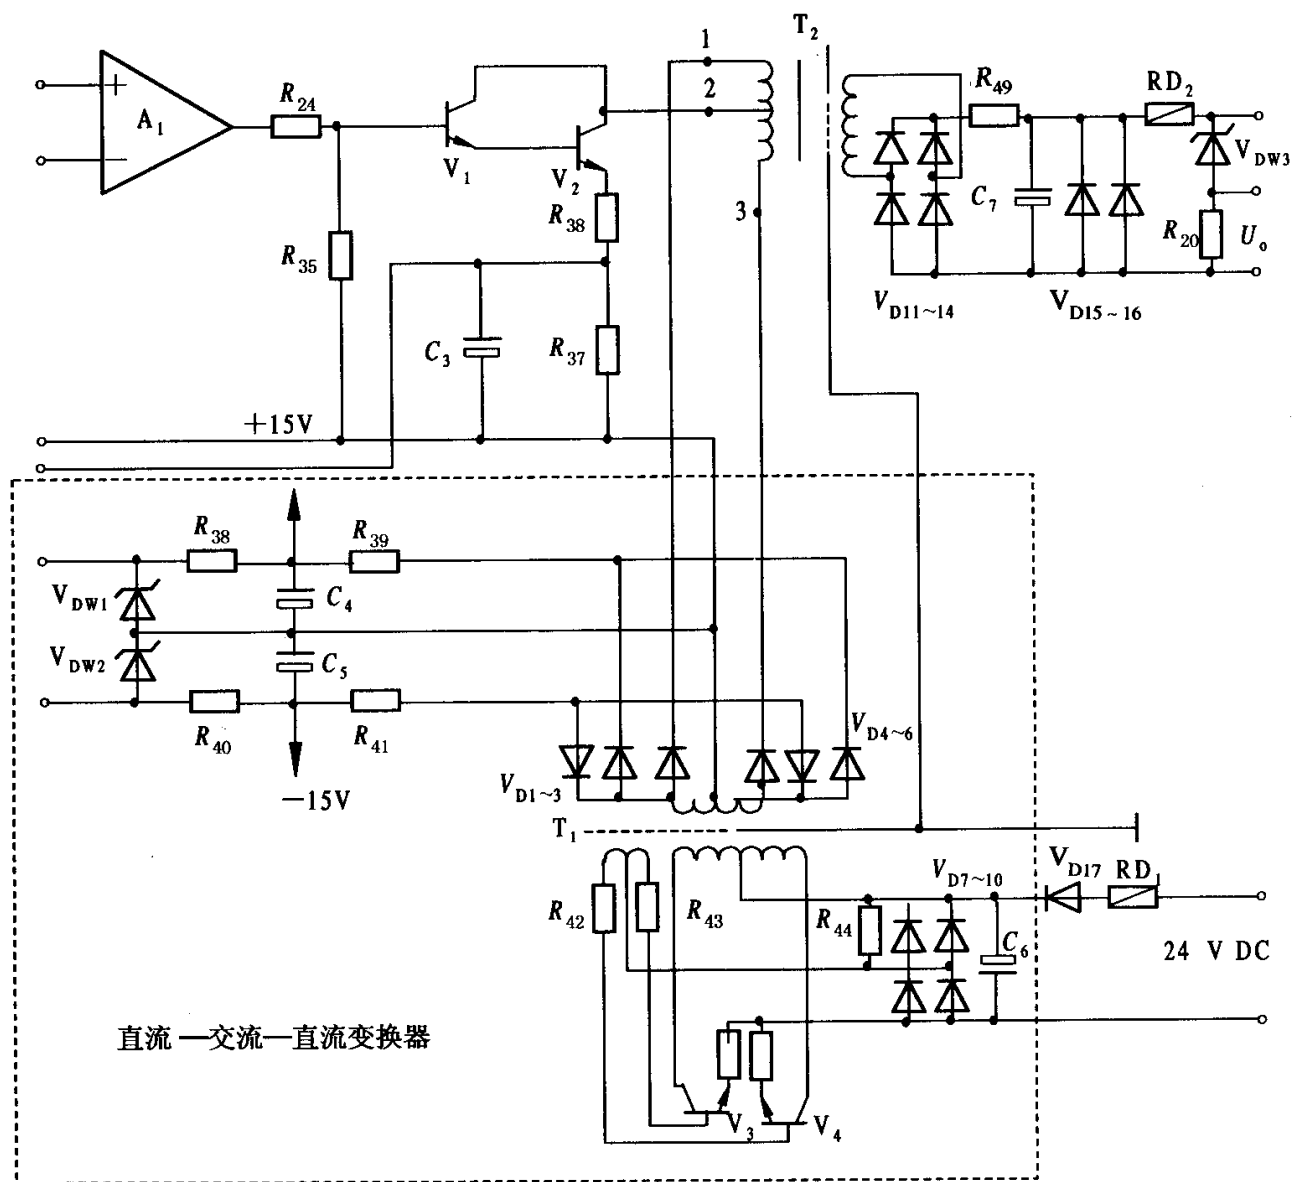 T2
1
2
3
+
A1
−
R24
V1
V2
R38
R35
C3
R37
R49
RD2
VDW3
C7
R20
Uo
VD11~14
VD15~16
+15V
R38
R39
VDW1
C4
VDW2
C5
R40
R41
−15V
VD1~3
VD4~6
T1
R42
R43
R44
VD7~10
C6
VD17
RD1
24 V DC
直流—交流—直流变换器
V3
V4